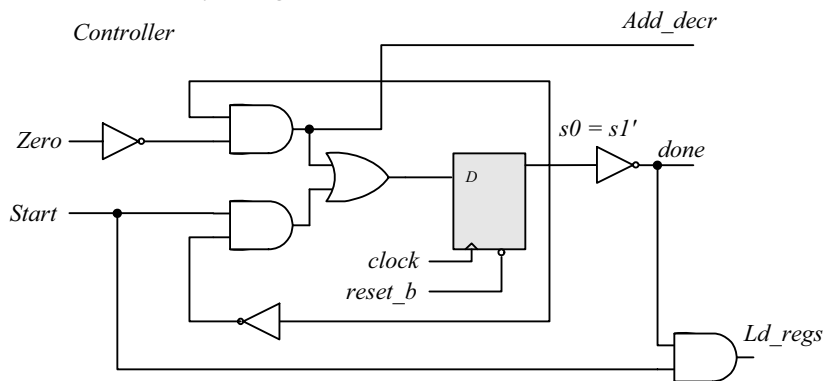 Controller
Add_decr
Zero
s0 = s1'
done
D
Start
clock
reset_b
Ld_regs